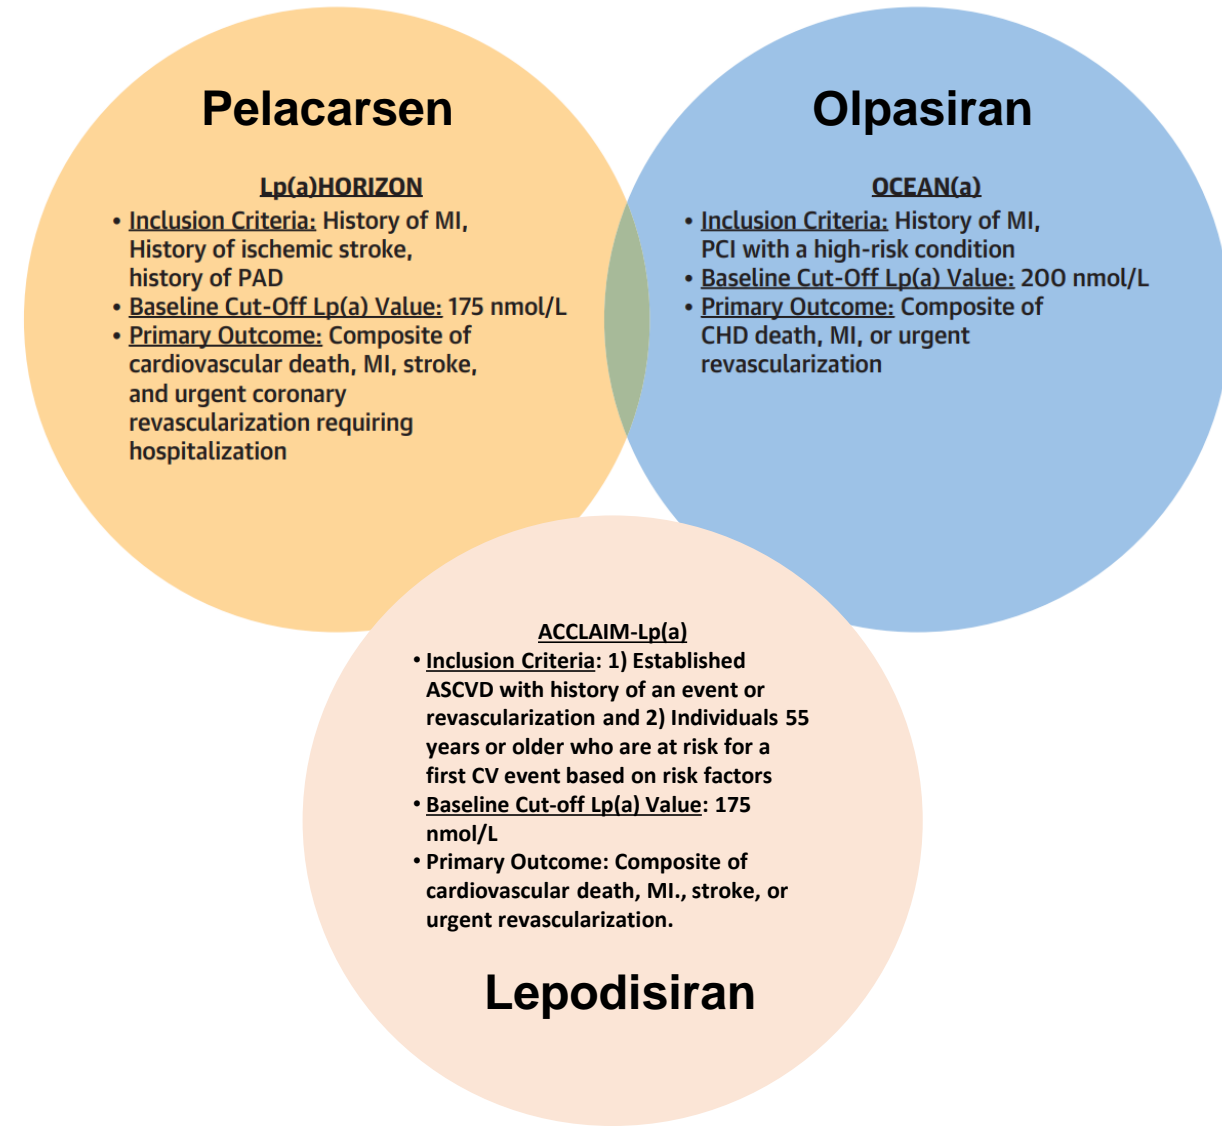 Pelacarsen
Lp(a)HORIZON
• Inclusion Criteria: History of MI,
History of ischemic stroke,
history of PAD
• Baseline Cut-Off Lp(a) Value: 175 nmol/L
• Primary Outcome: Composite of
cardiovascular death, MI, stroke,
and urgent coronary
revascularization requiring
hospitalization
Olpasiran
OCEAN(a)
• Inclusion Criteria: History of MI,
PCI with a high-risk condition
• Baseline Cut-Off Lp(a) Value: 200 nmol/L
• Primary Outcome: Composite of
CHD death, MI, or urgent
revascularization
ACCLAIM-Lp(a)
• Inclusion Criteria: 1) Established
ASCVD with history of an event or
revascularization and 2) Individuals 55
years or older who are at risk for a
first CV event based on risk factors
• Baseline Cut-off Lp(a) Value: 175
nmol/L
• Primary Outcome: Composite of
cardiovascular death, MI., stroke, or
urgent revascularization.
Lepodisiran